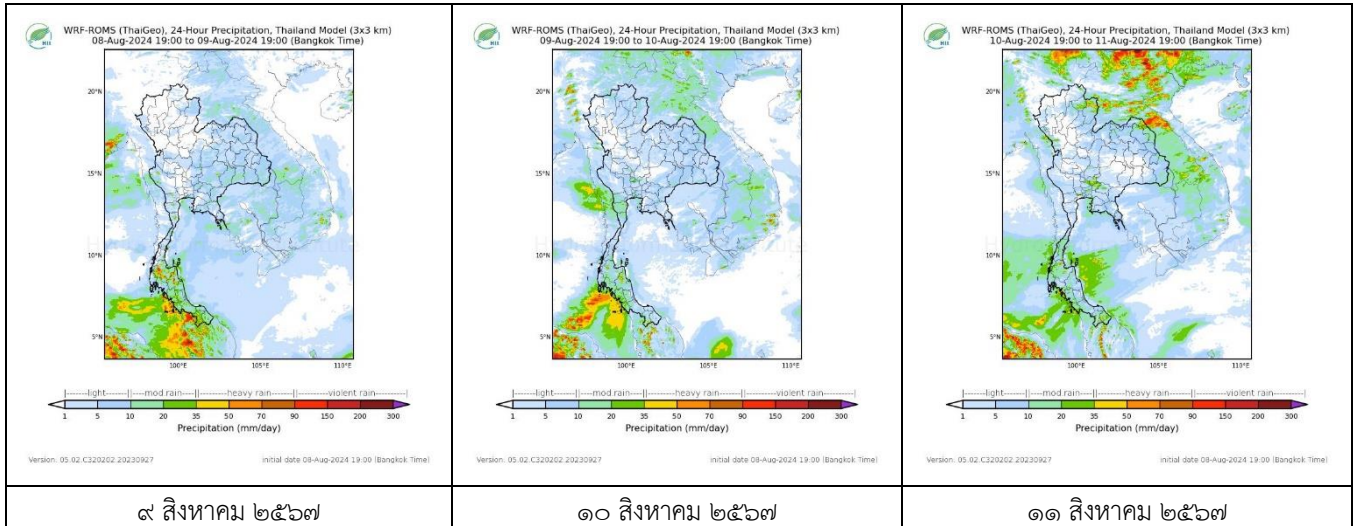 WRF-ROMS (ThaiGeo), 24-Hour Precipitation, Thailand Model (3x3 km)
08-Aug-2024 19:00 to 09-Aug-2024 19:00 (Bangkok Time)
20°N
15°N
10°N
5°N
100°E 105°E 110°E
light mod rain heavy rain violent rain
1 5 10 20 35 50 70 90 150 200 300
Precipitation (mm/day)
Version: 05.02.C320202.20230927 initial date 08-Aug-2024 19:00 (Bangkok Time)
๙ สิงหาคม ๒๕๖๗
WRF-ROMS (ThaiGeo), 24-Hour Precipitation, Thailand Model (3x3 km)
09-Aug-2024 19:00 to 10-Aug-2024 19:00 (Bangkok Time)
20°N
15°N
10°N
5°N
100°E 105°E 110°E
light mod rain heavy rain violent rain
1 5 10 20 35 50 70 90 150 200 300
Precipitation (mm/day)
Version: 05.02.C320202.20230927 initial date 08-Aug-2024 19:00 (Bangkok Time)
๑๐ สิงหาคม ๒๕๖๗
WRF-ROMS (ThaiGeo), 24-Hour Precipitation, Thailand Model (3x3 km)
10-Aug-2024 19:00 to 11-Aug-2024 19:00 (Bangkok Time)
20°N
15°N
10°N
5°N
100°E 105°E 110°E
light mod rain heavy rain violent rain
1 5 10 20 35 50 70 90 150 200 300
Precipitation (mm/day)
Version: 05.02.C320202.20230927 initial date 08-Aug-2024 19:00 (Bangkok Time)
๑๑ สิงหาคม ๒๕๖๗